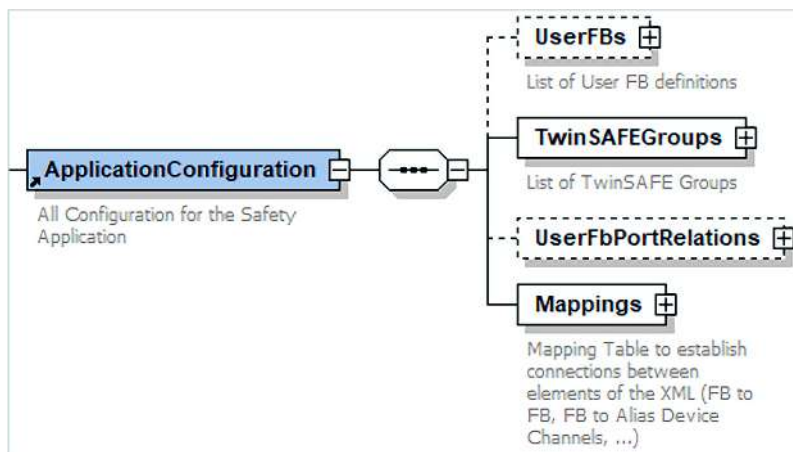 UserFBs
List of User FB definitions
ApplicationConfiguration
All Configuration for the Safety
Application
TwinSAFEGroups
List of TwinSAFE Groups
UserFbPortRelations
Mappings
Mapping Table to establish
connections between
elements of the XML (FB to
FB, FB to Alias Device
Channels, ...)